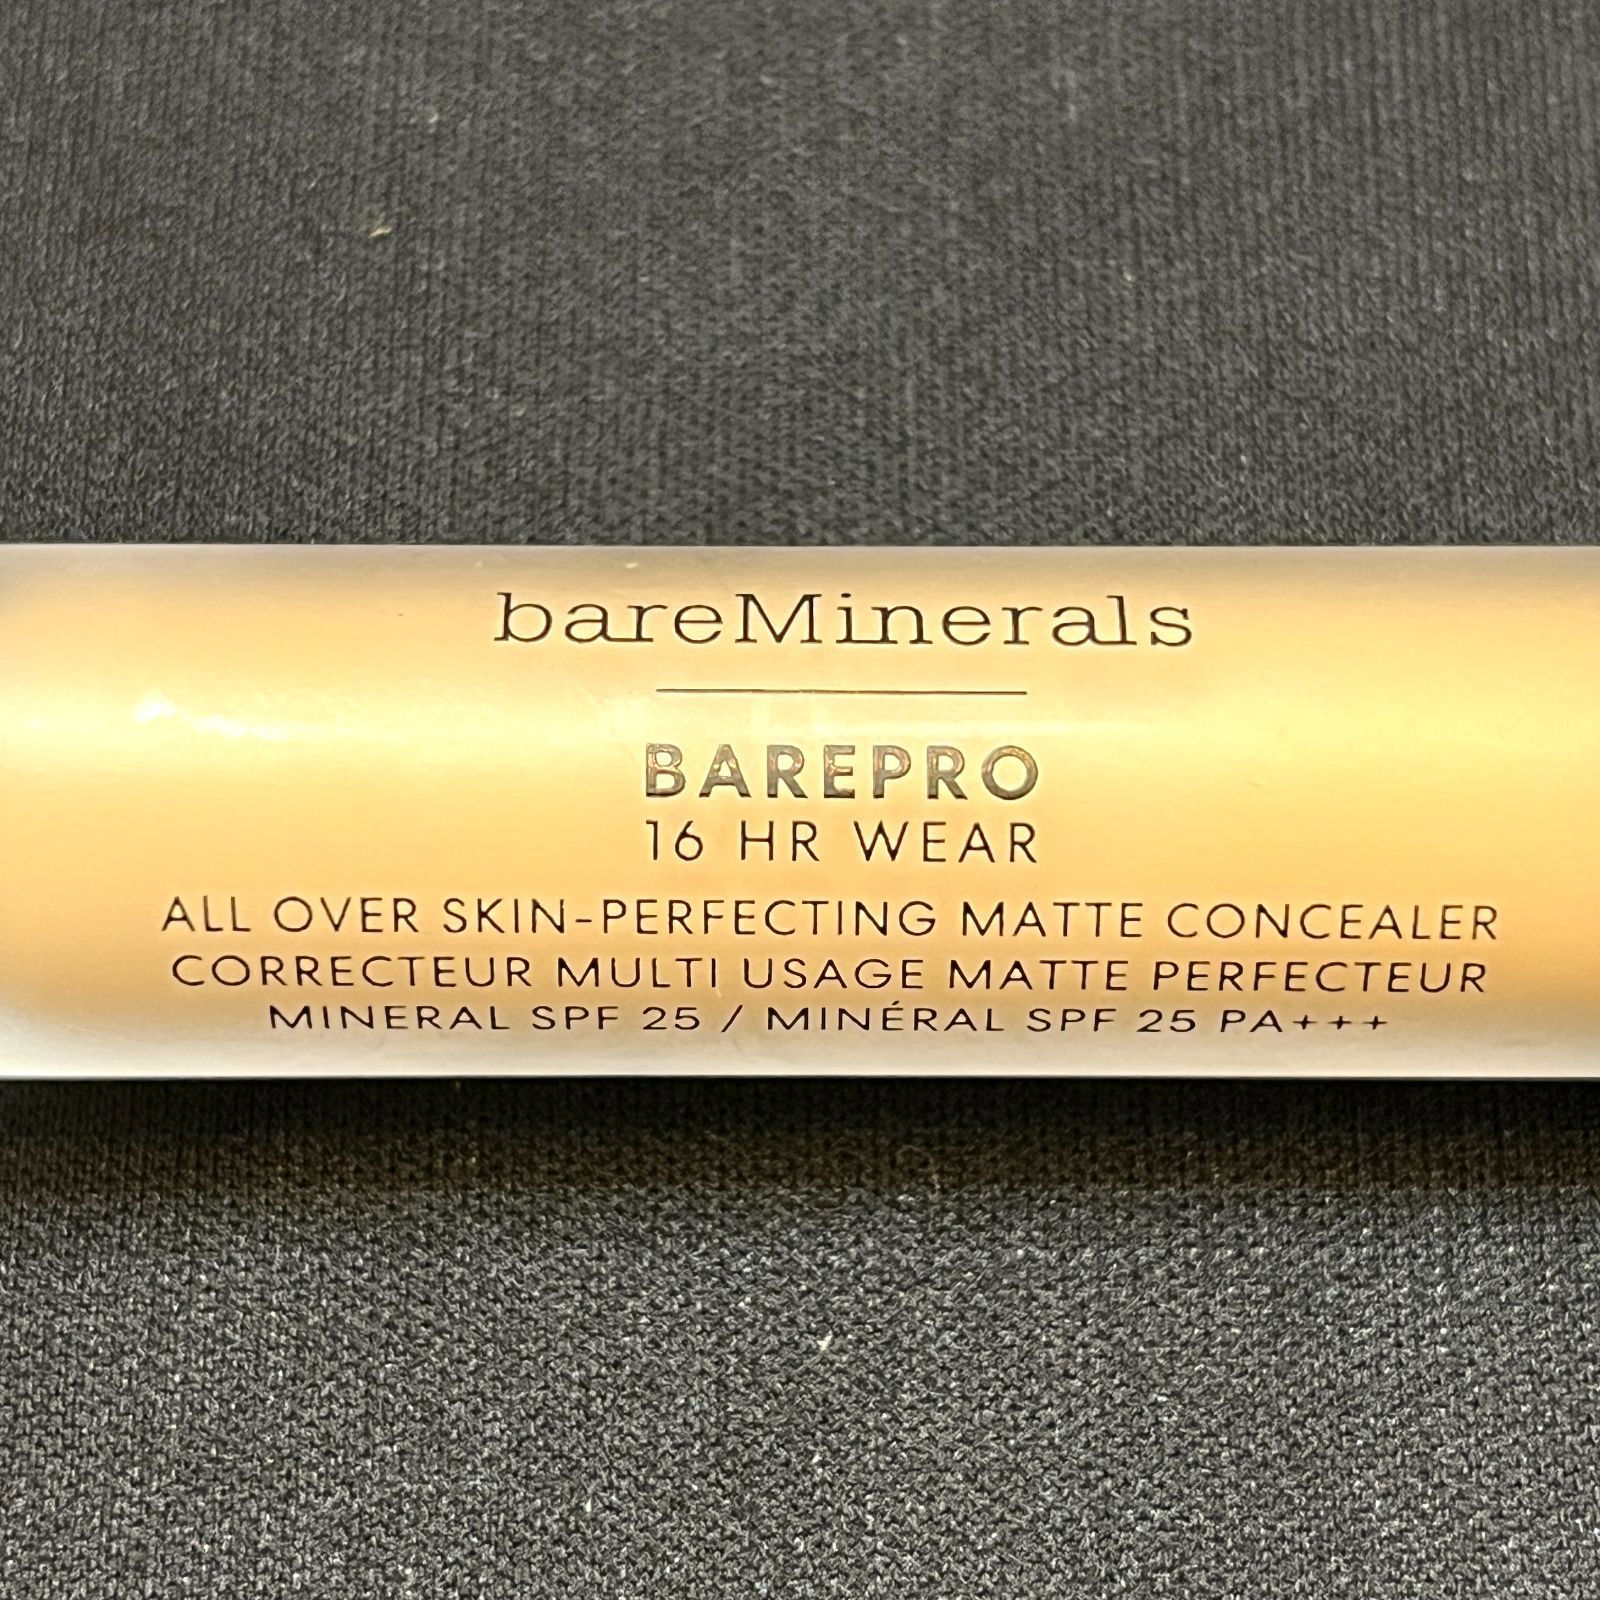 bareMinerals
BAREPRO
16 HR WEAR
ALL OVER SKIN-PERFECTING MATTE CONCEALER
CORRECTEUR MULTI USAGE MATTE PERFECTEUR
MINERAL SPF 25 / MINÉRAL SPF 25 PA+++